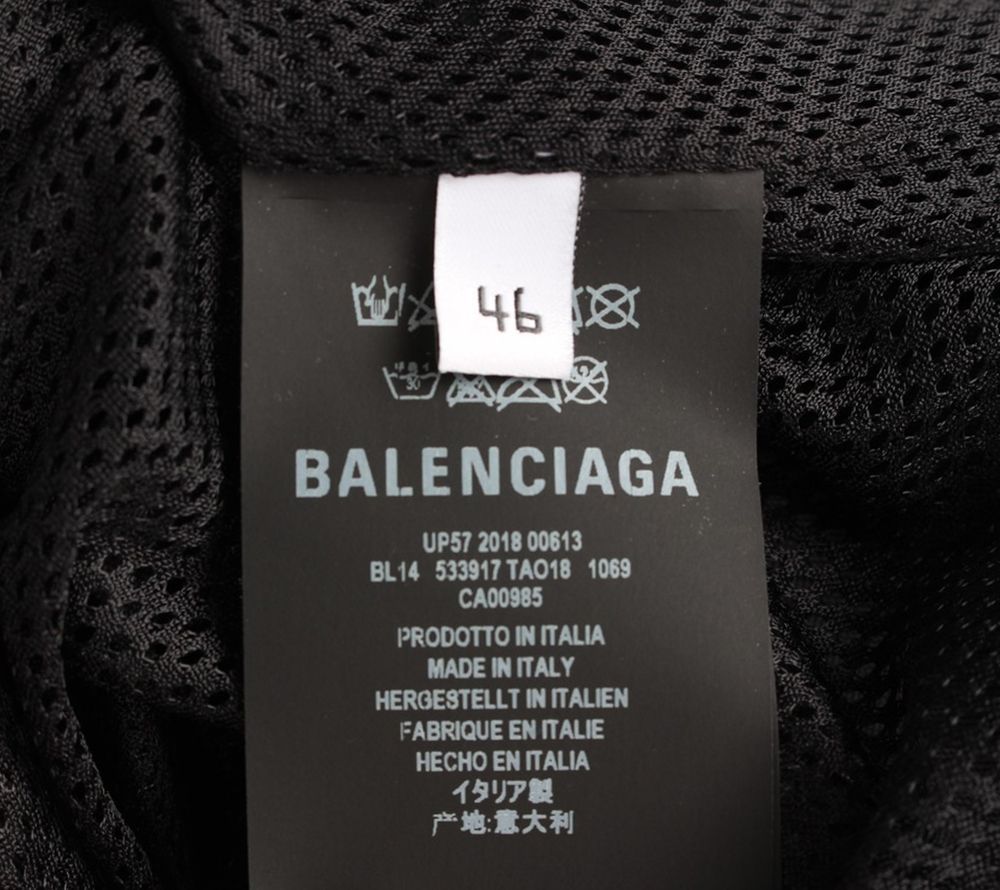 46
30
BALENCIAGA
UP57 2018 00613
BL14 533917 TAO18 1069
CA00985
PRODOTTO IN ITALIA
MADE IN ITALY
HERGESTELLT IN ITALIEN
FABRIQUE EN ITALIE
HECHO EN ITALIA
イタリア製
产地:意大利